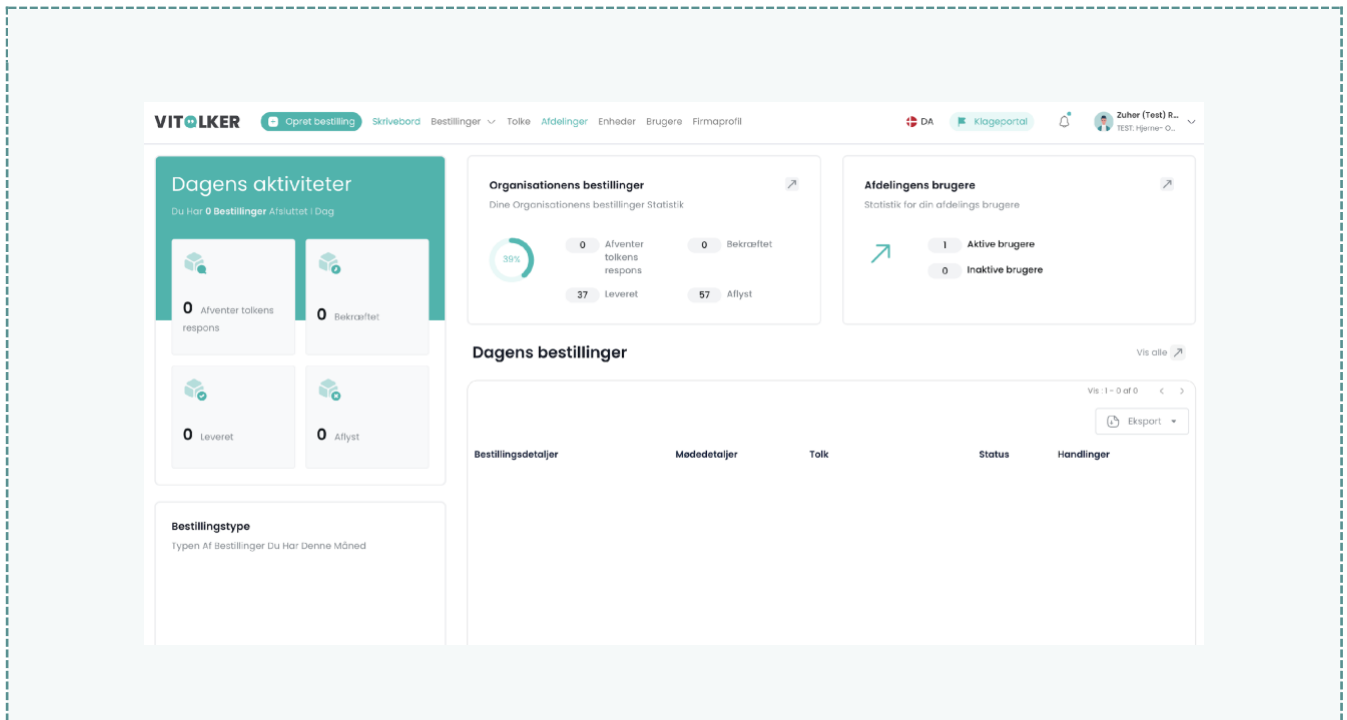 VITOLKER
Opret bestilling Skrivebord Bestillinger Tolke Afdelinger Enheder Brugere Firmaprofil
DA Klageportal
Zuher (Test) R...
TEST: Hjerne- O...
Dagens aktiviteter
Du Har 0 Bestillinger Afsluttet I Dag
0 Afventer tolkens
respons
0 Bekræftet
0 Leveret
0 Aflyst
Bestillingstype
Typen Af Bestillinger Du Har Denne Måned
Organisationens bestillinger
Dine Organisationens bestillinger Statistik
39%
0 Afventer
tolkens
respons
0 Bekræftet
37 Leveret
57 Aflyst
Afdelingens brugere
Statistik for din afdelings brugere
1 Aktive brugere
0 Inaktive brugere
Dagens bestillinger
Vis alle
Vis : 1 - 0 af 0
Eksport
Bestillingsdetaljer Mødedetaljer Tolk Status Handlinger